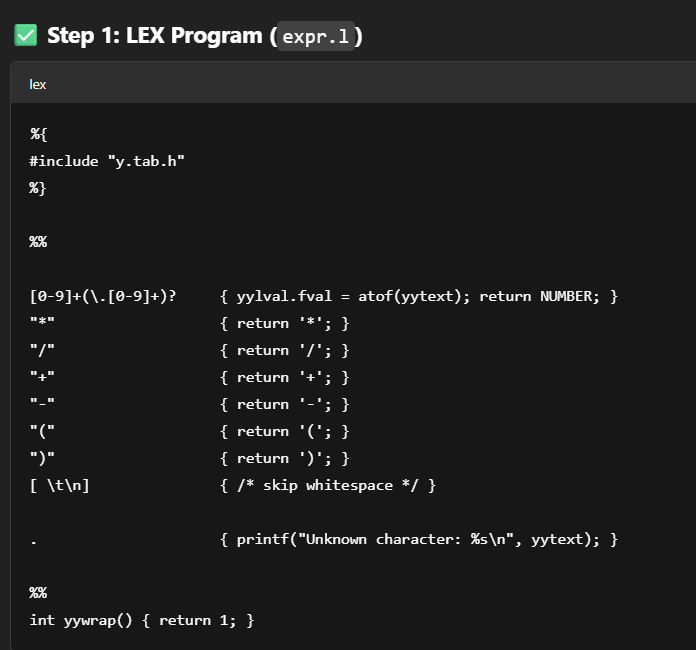 ✅ Step 1: LEX Program (expr.l)
lex
%{
#include "y.tab.h"
%}
%%
[0-9]+(\.[0-9]+)?     { yylval.fval = atof(yytext); return NUMBER; }
"*"                   { return '*'; }
"/"                   { return '/'; }
"+"                   { return '+'; }
"-"                   { return '-'; }
"("                   { return '('; }
")"                   { return ')'; }
[ \t\n]               { /* skip whitespace */ }
.                     { printf("Unknown character: %s\n", yytext); }
%%
int yywrap() { return 1; }